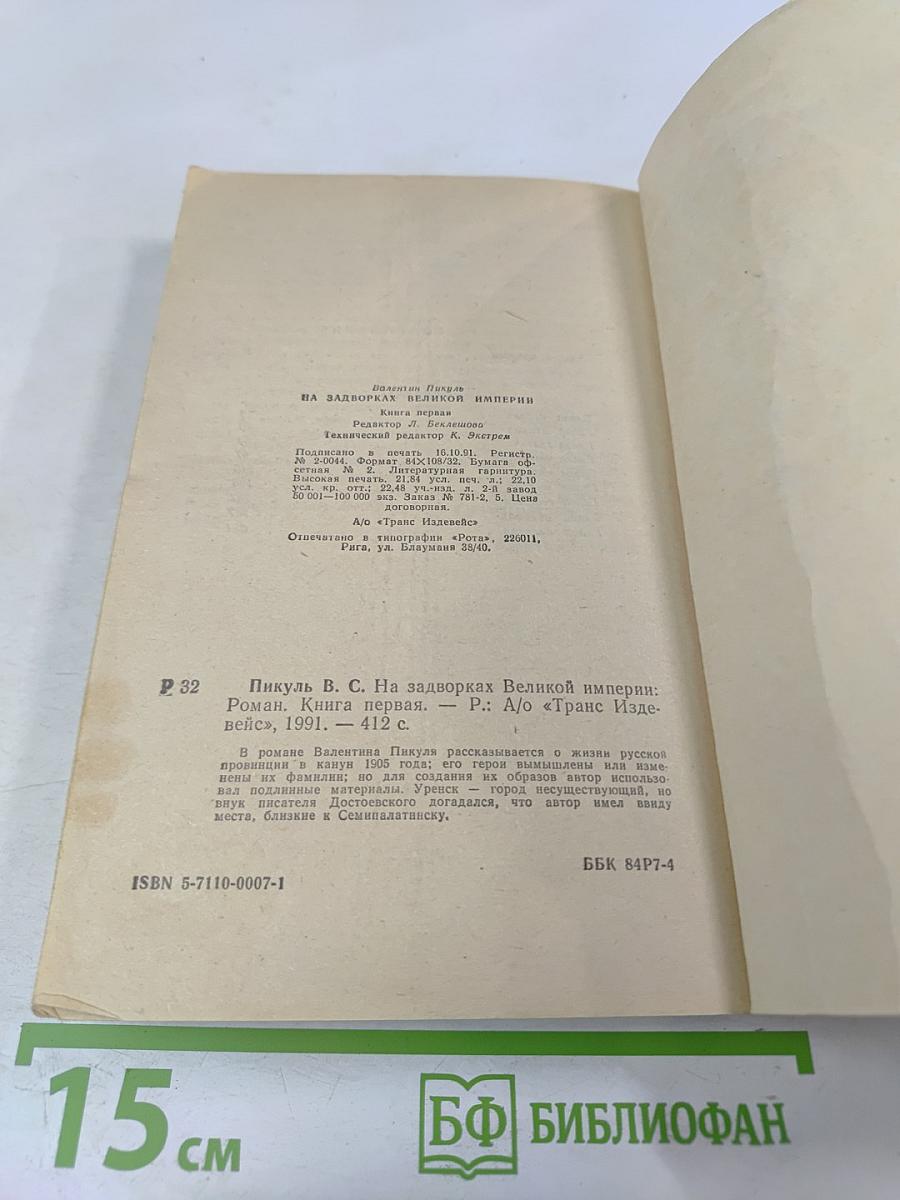 Валентин Пикуль
НА ЗАДВОРКАХ ВЕЛИКОЙ ИМПЕРИИ
Книга первая
Редактор Л. Беклешова
Технический редактор К. Экстрем
Подписано в печать 16.10.91. Регистр.
№ 2-0044. Формат 84×108/32. Бумага оф-
сетная № 2. Литературная гарнитура.
Высокая печать. 21,84 усл. печ. л.; 22,10
усл. кр. отт.; 22,48 уч.-изд. л. 2-й завод
50 001—100 000 экз. Заказ № 781-2, 5. Цена
договорная.
А/о «Транс Издевейс»
Отпечатано в типографии «Рота», 226011,
Рига, ул. Блауманя 38/40.
Р 32 Пикуль В. С. На задворках Великой империи:
Роман. Книга первая. — Р.: А/о «Транс Изде-
вейс», 1991. — 412 с.
В романе Валентина Пикуля рассказывается о жизни русской
провинции в канун 1905 года; его герои вымышлены или изме-
нены их фамилии; но для создания их образов автор использо-
вал подлинные материалы. Уренск — город несуществующий, но
внук писателя Достоевского догадался, что автор имел ввиду
места, близкие к Семипалатинску.
ББК 84Р7-4
ISBN 5-7110-0007-1
15 см
БФ БИБЛИОФАН